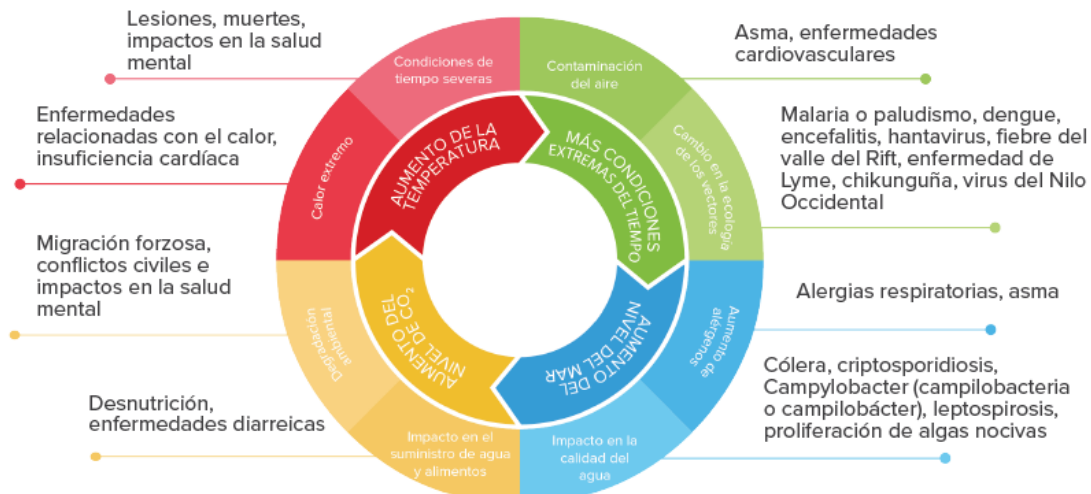 Lesiones, muertes,
impactos en la salud
mental
Enfermedades
relacionadas con el calor,
insuficiencia cardíaca
Migración forzosa,
conflictos civiles e
impactos en la salud
mental
Desnutrición,
enfermedades diarreicas
Condiciones de
tiempo severas
Contaminación
del aire
Calor extremo
Cambio en la ecología
de los vectores
AUMENTO DE LA
TEMPERATURA
MÁS CONDICIONES
EXTREMAS DEL TIEMPO
AUMENTO DEL
NIVEL DE CO₂
AUMENTO DEL
NIVEL DEL MAR
Degradación
ambiental
Aumento de
alérgenos
Impacto en el
suministro de agua
y alimentos
Impacto en la
calidad del
agua
Asma, enfermedades
cardiovasculares
Malaria o paludismo, dengue,
encefalitis, hantavirus, fiebre del
valle del Rift, enfermedad de
Lyme, chikunguña, virus del Nilo
Occidental
Alergias respiratorias, asma
Cólera, criptosporidiosis,
Campylobacter (campilobacteria
o campilobácter), leptospirosis,
proliferación de algas nocivas